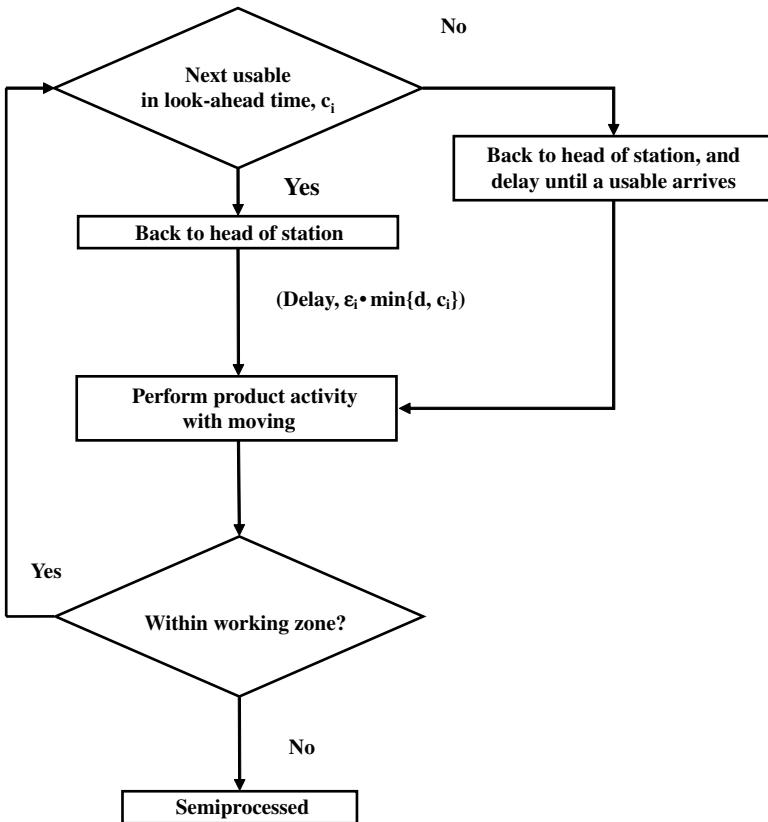 No
Next usable
in look-ahead time, cᵢ
Back to head of station, and
delay until a usable arrives
Yes
Back to head of station
(Delay, εᵢ• min{d, cᵢ})
Perform product activity
with moving
Yes
Within working zone?
No
Semiprocessed